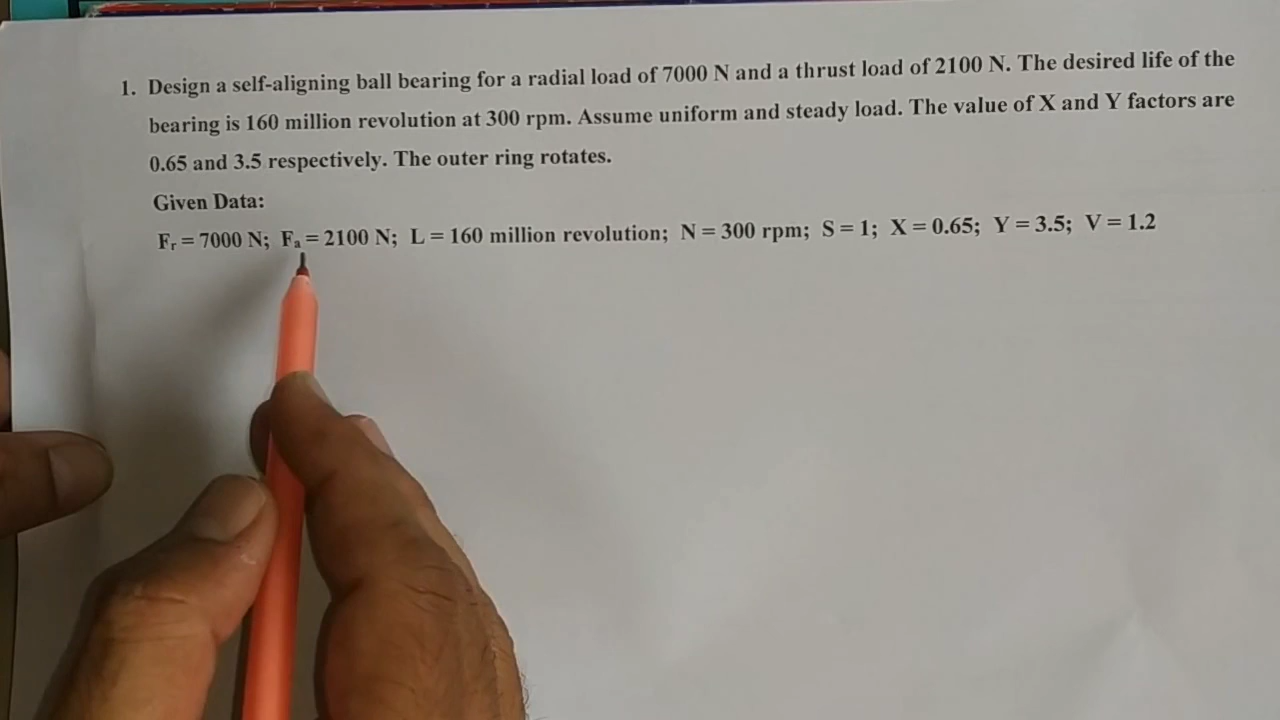 1. Design a self-aligning ball bearing for a radial load of 7000 N and a thrust load of 2100 N. The desired life of the
bearing is 160 million revolution at 300 rpm. Assume uniform and steady load. The value of X and Y factors are
0.65 and 3.5 respectively. The outer ring rotates.
Given Data:
Fr = 7000 N; Fa = 2100 N; L = 160 million revolution; N = 300 rpm; S = 1; X = 0.65; Y = 3.5; V = 1.2